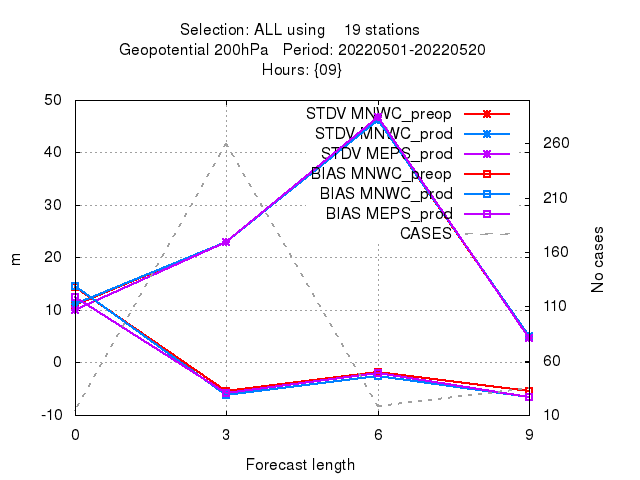 Selection: ALL using    19 stations
Geopotential 200hPa   Period: 20220501-20220520
Hours: {09}
STDV MNWC_preop
STDV MNWC_prod
STDV MEPS_prod
BIAS MNWC_preop
BIAS MNWC_prod
BIAS MEPS_prod
CASES
50
40
30
20
10
0
-10
m
260
210
160
110
60
10
No cases
0 3 6 9
Forecast length